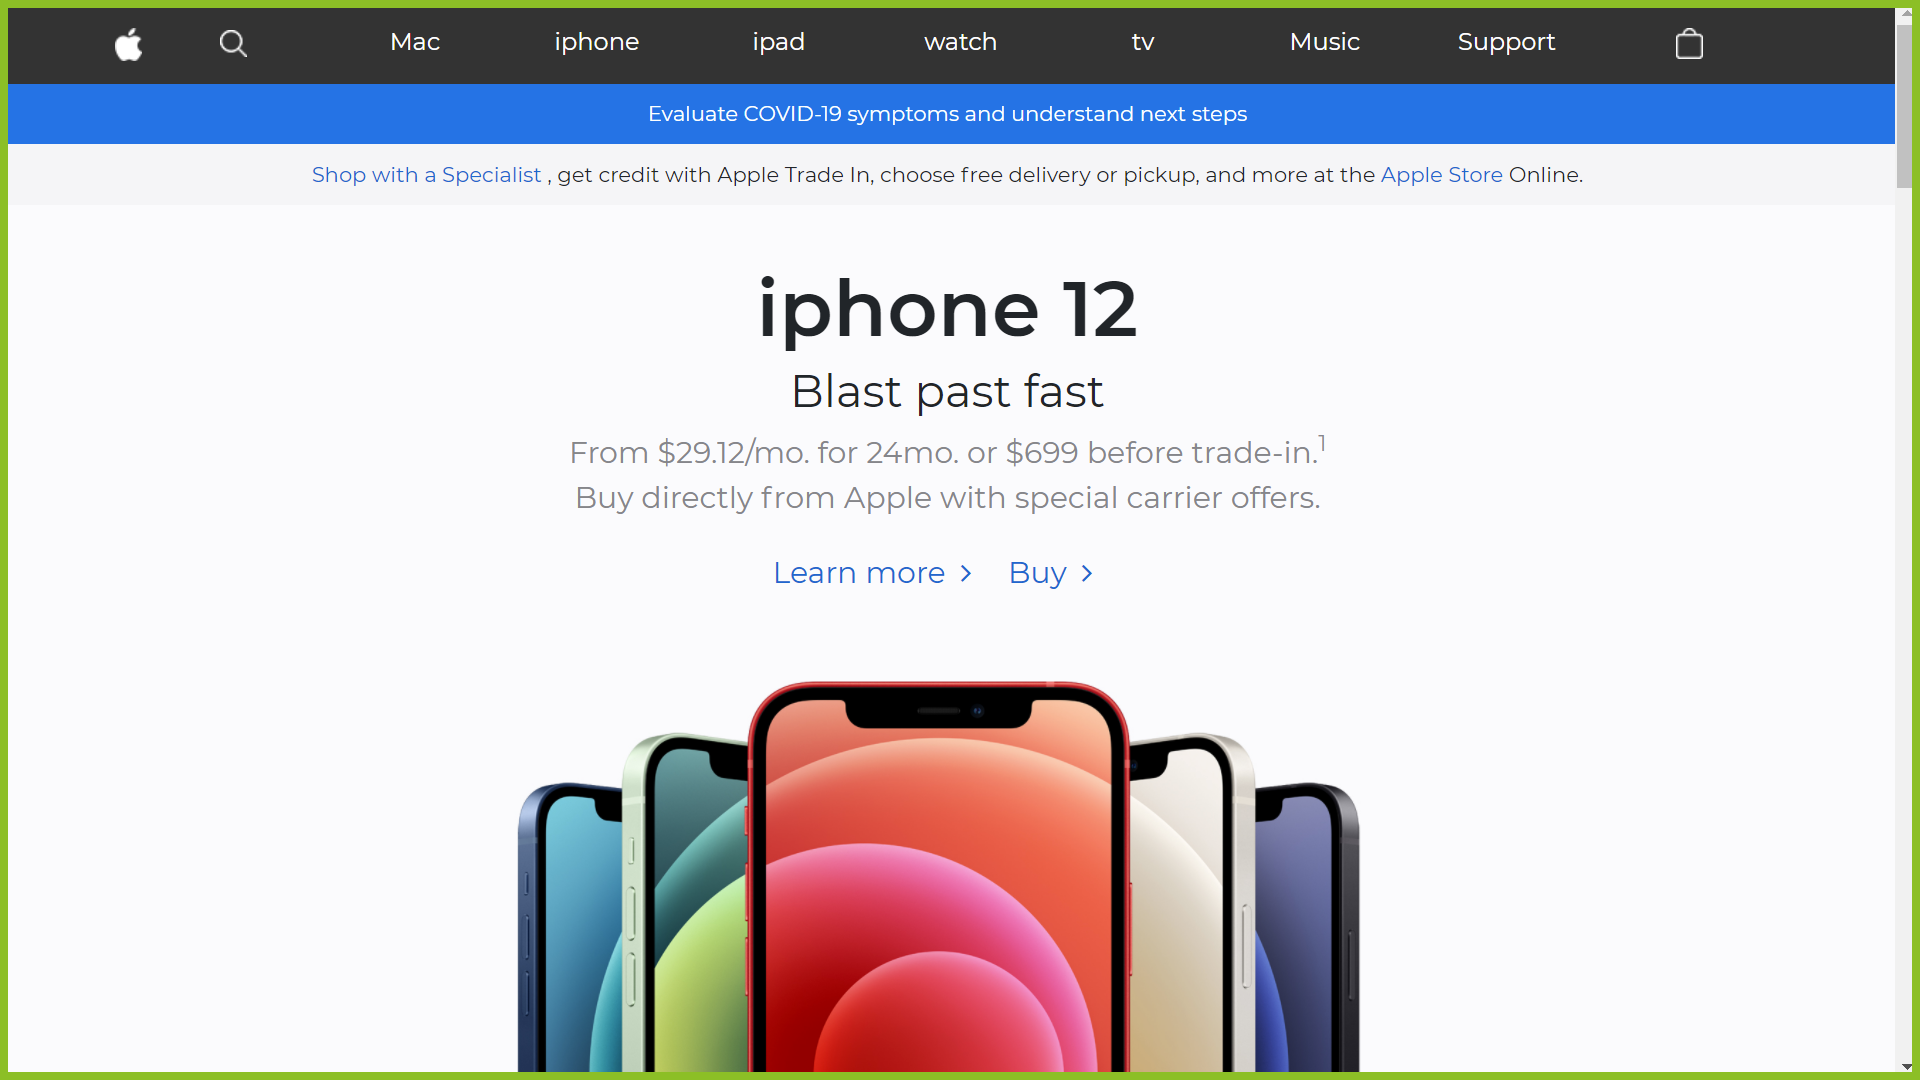 Mac iphone ipad watch tv Music Support
Evaluate COVID-19 symptoms and understand next steps
Shop with a Specialist , get credit with Apple Trade In, choose free delivery or pickup, and more at the Apple Store Online.
iphone 12
Blast past fast
From $29.12/mo. for 24mo. or $699 before trade-in.1
Buy directly from Apple with special carrier offers.
Learn more > Buy >